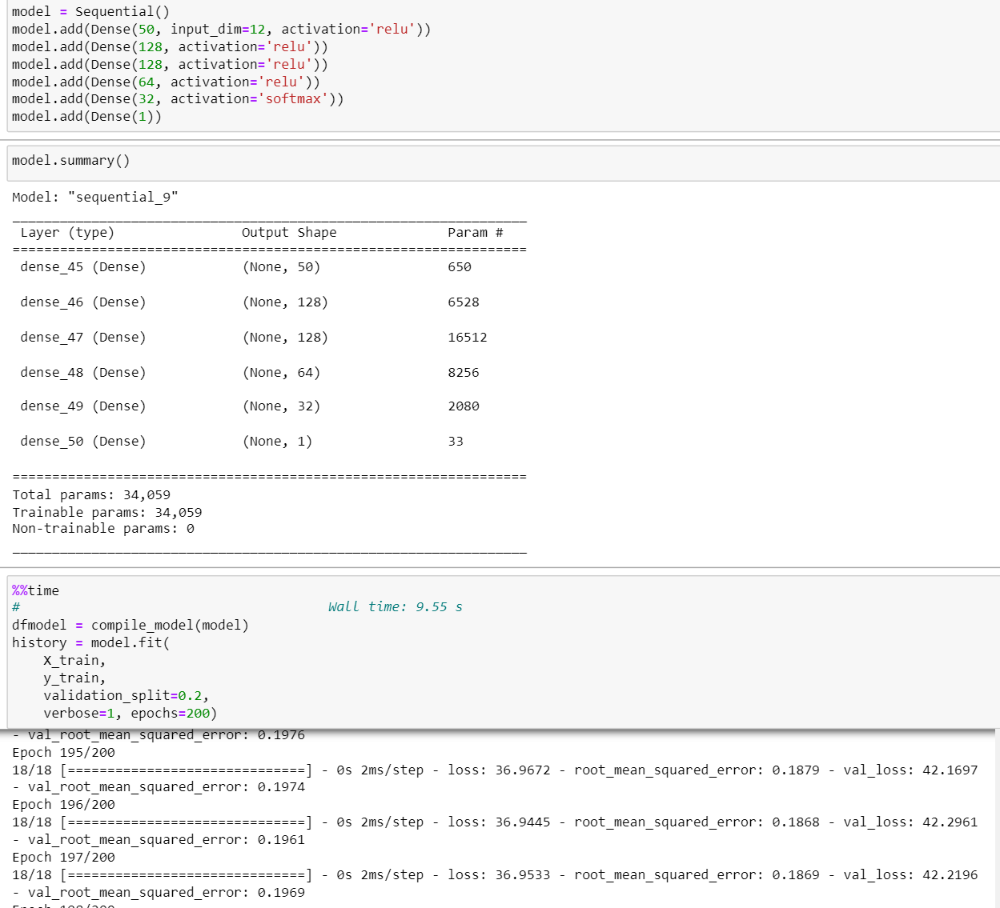 model = Sequential()
model.add(Dense(50, input_dim=12, activation='relu'))
model.add(Dense(128, activation='relu'))
model.add(Dense(128, activation='relu'))
model.add(Dense(64, activation='relu'))
model.add(Dense(32, activation='softmax'))
model.add(Dense(1))
model.summary()
Model: "sequential_9"
_________________________________________________________________
Layer (type) Output Shape Param #
=================================================================
dense_45 (Dense) (None, 50) 650
dense_46 (Dense) (None, 128) 6528
dense_47 (Dense) (None, 128) 16512
dense_48 (Dense) (None, 64) 8256
dense_49 (Dense) (None, 32) 2080
dense_50 (Dense) (None, 1) 33
=================================================================
Total params: 34,059
Trainable params: 34,059
Non-trainable params: 0
_________________________________________________________________
%%time
# Wall time: 9.55 s
dfmodel = compile_model(model)
history = model.fit(
X_train,
y_train,
validation_split=0.2,
verbose=1, epochs=200)
- val_root_mean_squared_error: 0.1976
Epoch 195/200
18/18 [==============================] - 0s 2ms/step - loss: 36.9672 - root_mean_squared_error: 0.1879 - val_loss: 42.1697
- val_root_mean_squared_error: 0.1974
Epoch 196/200
18/18 [==============================] - 0s 2ms/step - loss: 36.9445 - root_mean_squared_error: 0.1868 - val_loss: 42.2961
- val_root_mean_squared_error: 0.1961
Epoch 197/200
18/18 [==============================] - 0s 2ms/step - loss: 36.9533 - root_mean_squared_error: 0.1869 - val_loss: 42.2196
- val_root_mean_squared_error: 0.1969
Epoch 198/200